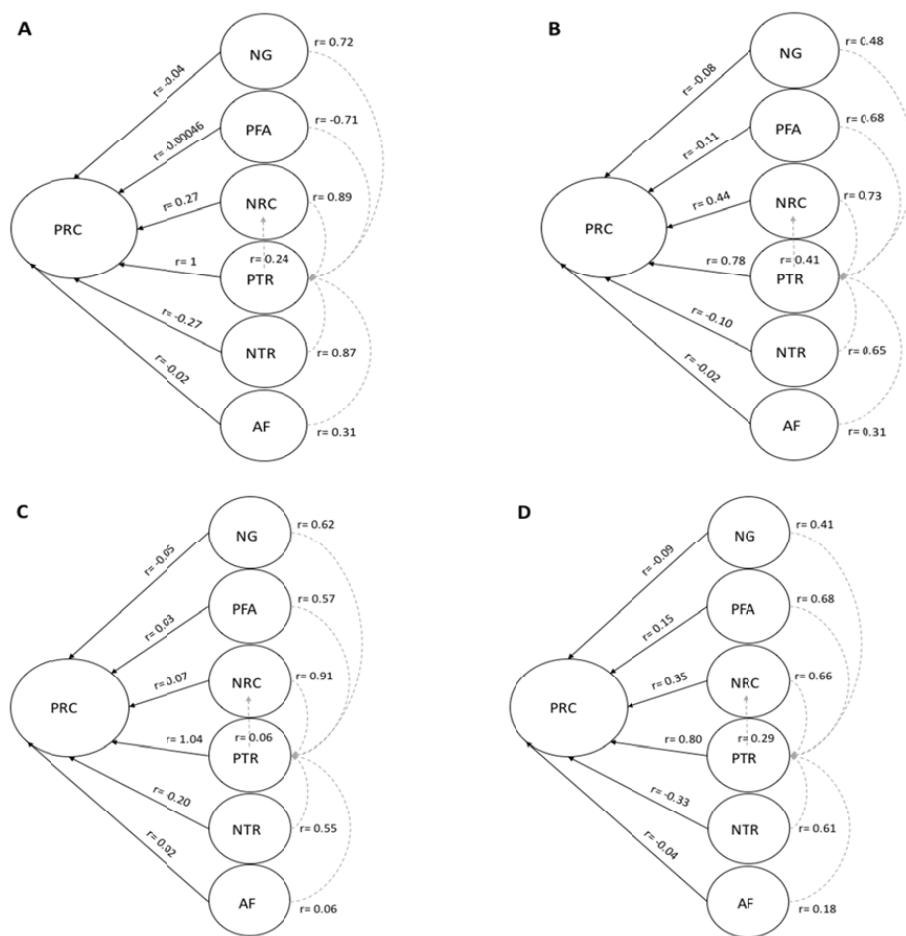 A
NG
r= 0.72
r= -0.04
PFA
r= -0.71
r= -0.00046
NRC
r= 0.89
r= 0.27
PRC
r= 0.24
PTR
r= 1
NTR
r= 0.87
r= -0.27
AF
r= 0.31
r= -0.02
B
NG
r= 0.48
r= -0.08
PFA
r= 0.68
r= -0.11
NRC
r= 0.73
r= 0.44
PRC
r= 0.41
PTR
r= 0.78
NTR
r= 0.65
r= -0.10
AF
r= 0.31
r= -0.02
C
NG
r= 0.62
r= -0.05
PFA
r= 0.57
r= 0.03
NRC
r= 0.91
r= 0.07
PRC
r= 0.06
PTR
r= 1.04
NTR
r= 0.55
r= 0.20
AF
r= 0.06
D
NG
r= 0.41
r= -0.09
PFA
r= 0.68
r= 0.15
NRC
r= 0.66
r= 0.35
PRC
r= 0.29
PTR
r= 0.80
NTR
r= 0.61
r= -0.33
AF
r= 0.18
r= -0.04